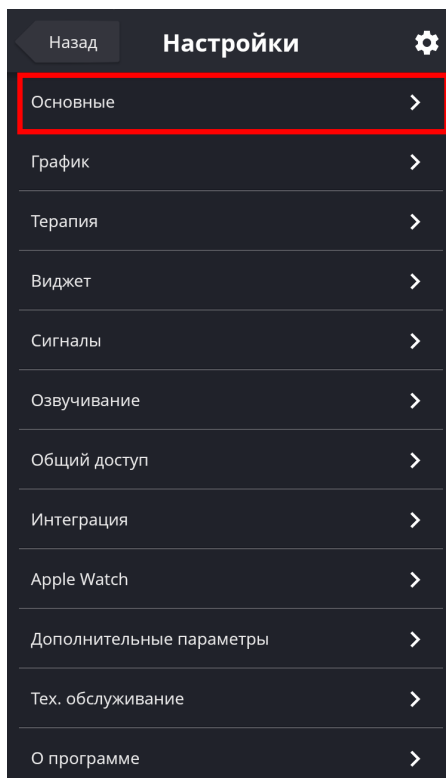 Назад Настройки
Основные
График
Терапия
Виджет
Сигналы
Озвучивание
Общий доступ
Интеграция
Apple Watch
Дополнительные параметры
Тех. обслуживание
О программе